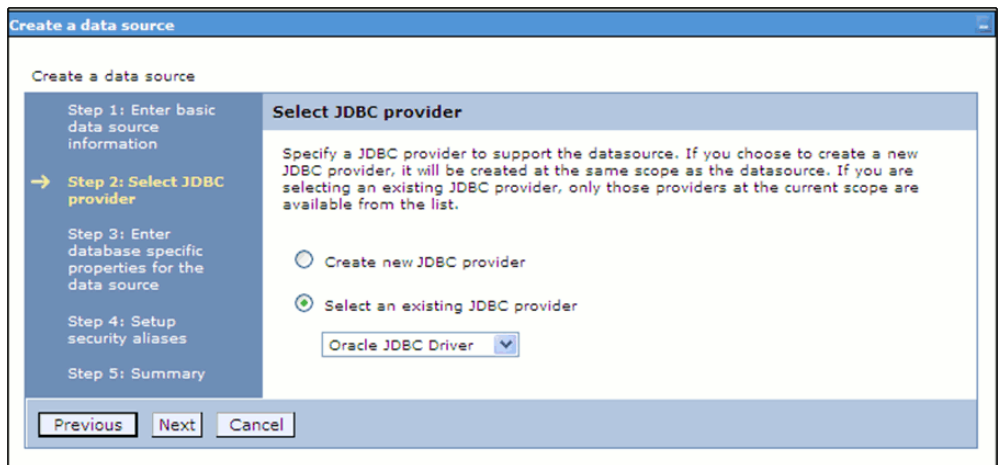 Create a data source
Create a data source
Step 1: Enter basic
data source
information
Step 2: Select JDBC
provider
Step 3: Enter
database specific
properties for the
data source
Step 4: Setup
security aliases
Step 5: Summary
Select JDBC provider
Specify a JDBC provider to support the datasource. If you choose to create a new
JDBC provider, it will be created at the same scope as the datasource. If you are
selecting an existing JDBC provider, only those providers at the current scope are
available from the list.
Create new JDBC provider
Select an existing JDBC provider
Oracle JDBC Driver
Previous Next Cancel